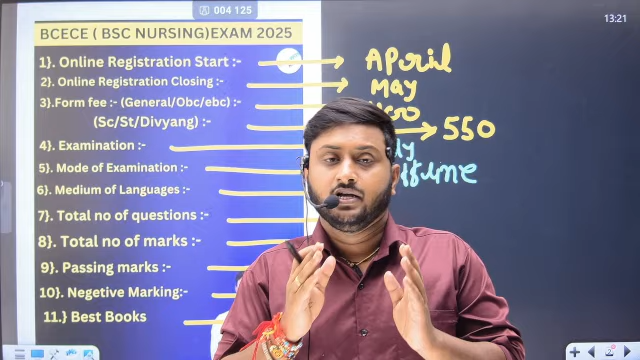 004 125
13:21
BCECE ( BSC NURSING)EXAM 2025
1}. Online Registration Start :- APoril
2}. Online Registration Closing :- May
3}.Form fee :- (General/Obc/ebc) :-
(Sc/St/Divyang) :- 550
4}. Examination :-
5}. Mode of Examination :-
6}. Medium of Languages :-
7}. Total no of questions :-
8}. Total no of marks :-
9}. Passing marks :-
10}. Negetive Marking:-
11.} Best Books